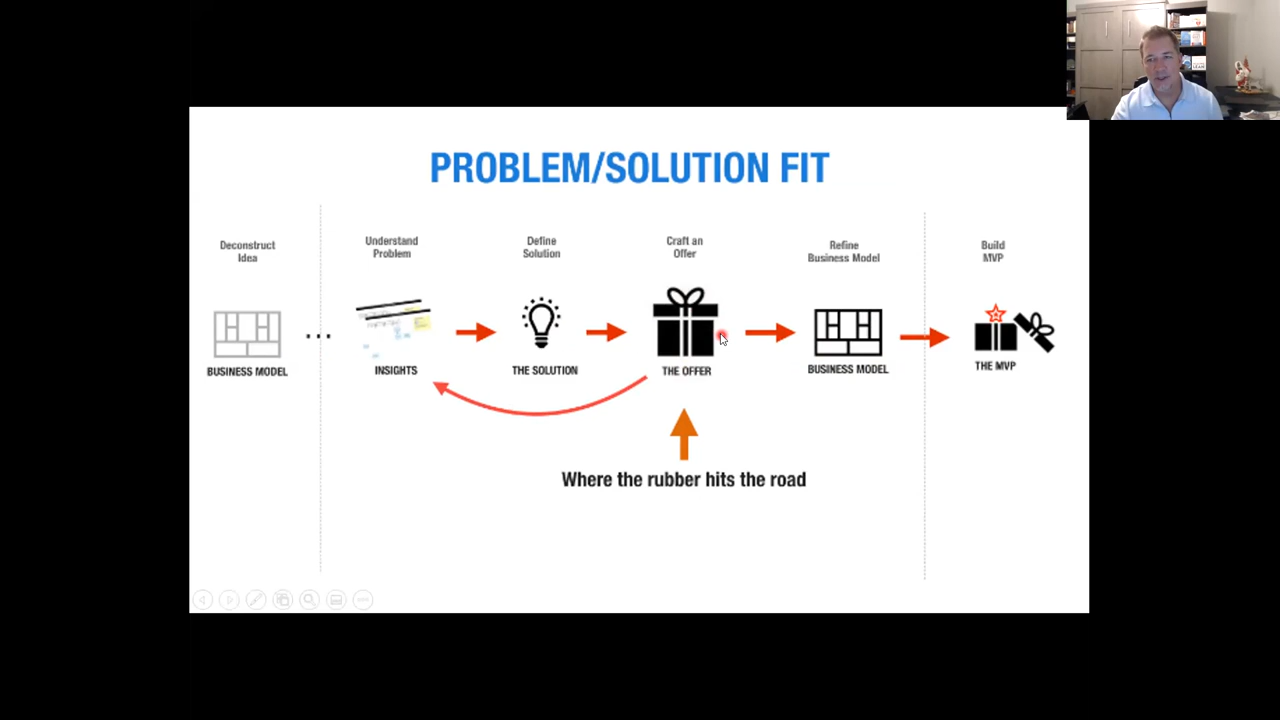 PROBLEM/SOLUTION FIT
Deconstruct
Idea
Understand
Problem
Define
Solution
Craft an
Offer
Refine
Business Model
Build
MVP
BUSINESS MODEL
INSIGHTS
THE SOLUTION
THE OFFER
BUSINESS MODEL
THE MVP
Where the rubber hits the road